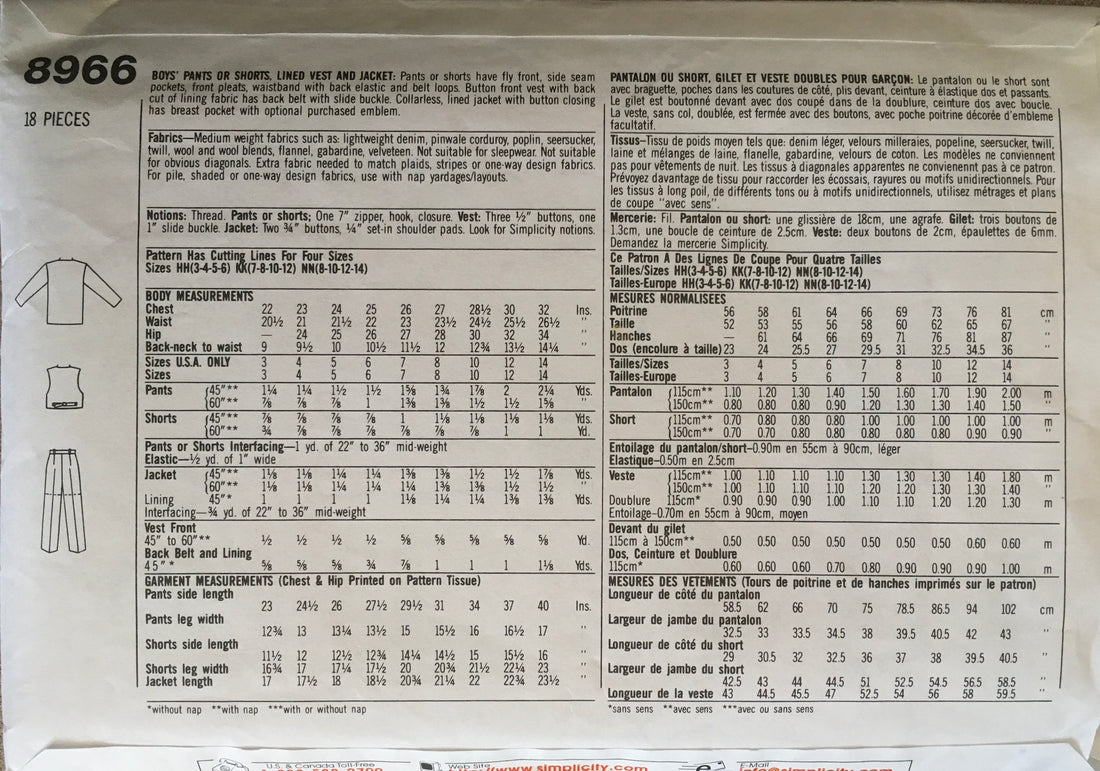 8966
18 PIECES
BOYS' PANTS OR SHORTS, LINED VEST AND JACKET: Pants or shorts have fly front, side seam
pockets, front pleats, waistband with back elastic and belt loops. Button front vest with back
cut of lining fabric has back belt with slide buckle. Collarless, lined jacket with button closing
has breast pocket with optional purchased emblem.
Fabrics—Medium weight fabrics such as: lightweight denim, pinwale corduroy, poplin, seersucker,
twill, wool and wool blends, flannel, gabardine, velveteen. Not suitable for sleepwear. Not suitable
for obvious diagonals. Extra fabric needed to match plaids, stripes or one-way design fabrics.
For pile, shaded or one-way design fabrics, use with nap yardages/layouts.
Notions: Thread. Pants or shorts; One 7" zipper, hook, closure. Vest: Three ½" buttons, one
1" slide buckle. Jacket: Two ¾" buttons, ¼" set-in shoulder pads. Look for Simplicity notions.
Pattern Has Cutting Lines For Four Sizes
Sizes HH(3-4-5-6) KK(7-8-10-12) NN(8-10-12-14)
BODY MEASUREMENTS
Chest 22 23 24 25 26 27 28½ 30 32 Ins.
Waist 20½ 21 21½ 22 23 23½ 24½ 25½ 26½ "
Hip — 24 25 26 27 28 30 32 34 "
Back-neck to waist 9 9½ 10 10½ 11½ 12 12¾ 13½ 14¼ "
Sizes U.S.A. ONLY 3 4 5 6 7 8 10 12 14
Sizes 3 4 5 6 7 8 10 12 14
Pants {45"** 1¼ 1¼ 1½ 1½ 1⅝ 1¾ 1⅞ 2 2¼ Yds.
{60"** ⅞ ⅞ ⅞ 1 1⅜ 1⅜ 1½ 1½ 1⅝ "
Shorts {45"** ⅞ ⅞ ⅞ ⅞ 1 1⅛ 1⅛ 1⅛ 1⅛ Yds.
{60"** ¾ ⅞ ⅞ ⅞ ⅞ ⅞ ⅞ 1 1 Yd.
Pants or Shorts Interfacing—1 yd. of 22" to 36" mid-weight
Elastic—½ yd. of 1" wide
Jacket {45"** 1⅛ 1⅛ 1¼ 1¼ 1⅜ 1⅜ 1½ 1½ 1⅞ Yds.
{60"** 1⅛ 1⅛ 1¼ 1¼ 1¼ 1⅜ 1⅜ 1½ 1½ "
Lining 45"* 1 1 1 1 1⅛ 1¼ 1¼ 1⅜ 1⅜ Yds.
Interfacing—¾ yd. of 22" to 36" mid-weight
Vest Front
45" to 60"** ½ ½ ½ ½ ⅝ ⅝ ⅝ ⅝ ⅝ Yd.
Back Belt and Lining
45"* ⅝ ⅝ ⅝ ¾ ⅞ 1 1 1 1⅛ Yds.
GARMENT MEASUREMENTS (Chest & Hip Printed on Pattern Tissue)
Pants side length
23 24½ 26 27½ 29½ 31 34 37 40 Ins.
Pants leg width
12¾ 13 13¼ 13½ 15 15½ 16 16½ 17 "
Shorts side length
11½ 12 12½ 12¾ 14¼ 14½ 15 15½ 16 "
Shorts leg width 16¾ 17 17¼ 17½ 20 20¾ 21½ 22¼ 23 "
Jacket length 17 17½ 18 18½ 20¾ 21¼ 22 22¾ 23½ "
*without nap **with nap ***with or without nap
PANTALON OU SHORT, GILET ET VESTE DOUBLES POUR GARÇON: Le pantalon ou le short sont
avec braguette, poches dans les coutures de côté, plis devant, ceinture à élastique dos et passants.
Le gilet est boutonné devant avec dos coupé dans de la doublure, ceinture dos avec boucle.
La veste, sans col, doublée, est fermée avec des boutons, avec poche poitrine décorée d'embleme
facultatif.
Tissus—Tissu de poids moyen tels que: denim léger, velours milleraies, popeline, seersucker, twill,
laine et mélanges de laine, flanelle, gabardine, velours de coton. Les modèles ne conviennent
pas pour vêtements de nuit. Les tissus à diagonales apparentes ne convienennt pas à ce patron.
Prévoyez davantage de tissu pour raccorder les écossais, rayures ou motifs unidirectionnels. Pour
les tissus à long poil, de différents tons ou à motifs unidirectionnels, utilisez métrages et plans
de coupe "avec sens".
Mercerie: Fil. Pantalon ou short: une glissière de 18cm, une agrafe. Gilet: trois boutons de
1.3cm, une boucle de ceinture de 2.5cm. Veste: deux boutons de 2cm, épaulettes de 6mm.
Demandez la mercerie Simplicity.
Ce Patron A Des Lignes De Coupe Pour Quatre Tailles
Tailles/Sizes HH(3-4-5-6) KK(7-8-10-12) NN(8-10-12-14)
Tailles-Europe HH(3-4-5-6) KK(7-8-10-12) NN(8-10-12-14)
MESURES NORMALISEES
Poitrine 56 58 61 64 66 69 73 76 81 cm
Taille 52 53 55 56 58 60 62 65 67 "
Hanches — 61 64 66 69 71 76 81 87 "
Dos (encolure à taille) 23 24 25.5 27 29.5 31 32.5 34.5 36 "
Tailles/Sizes 3 4 5 6 7 8 10 12 14
Tailles-Europe 3 4 5 6 7 8 10 12 14
Pantalon {115cm** 1.10 1.20 1.30 1.40 1.50 1.60 1.70 1.90 2.00 m
{150cm** 0.80 0.80 0.80 0.90 1.20 1.30 1.30 1.40 1.50 "
Short {115cm** 0.70 0.80 0.80 0.80 1.00 1.00 1.00 1.00 1.00 m
{150cm** 0.70 0.70 0.80 0.80 0.80 0.80 0.80 0.90 0.90 "
Entoilage du pantalon/short-0.90m en 55cm à 90cm, léger
Elastique-0.50m en 2.5cm
Veste {115cm** 1.00 1.10 1.10 1.10 1.30 1.30 1.30 1.40 1.80 m
{150cm** 1.00 1.10 1.10 1.10 1.20 1.20 1.30 1.30 1.40 "
Doublure 115cm* 0.90 0.90 0.90 1.00 1.10 1.10 1.20 1.20 1.30 m
Entoilage-0.70m en 55cm à 90cm, moyen
Devant du gilet
115cm à 150cm** 0.50 0.50 0.50 0.50 0.50 0.50 0.50 0.60 0.60 m
Dos, Ceinture et Doublure
115cm* 0.60 0.60 0.60 0.70 0.80 0.90 0.90 0.90 1.00 m
MESURES DES VETEMENTS (Tours de poitrine et de hanches imprimés sur le patron)
Longueur de côté du pantalon
58.5 62 66 70 75 78.5 86.5 94 102 cm
Largeur de jambe du pantalon
32.5 33 33.5 34.5 38 39.5 40.5 42 43 "
Longueur de côté du short
29 30.5 32 32.5 36 37 38 39.5 40.5 "
Largeur de jambe du short
42.5 43 44 44.5 51 52.5 54.5 56.5 58.5 "
Longueur de la veste 43 44.5 45.5 47 52.5 54 56 58 59.5 "
*sans sens **avec sens ***avec ou sans sens
U.S. & Canada Toll-Free
Web Site
www.simplicity.com
E-Mail
info@simplicity.com